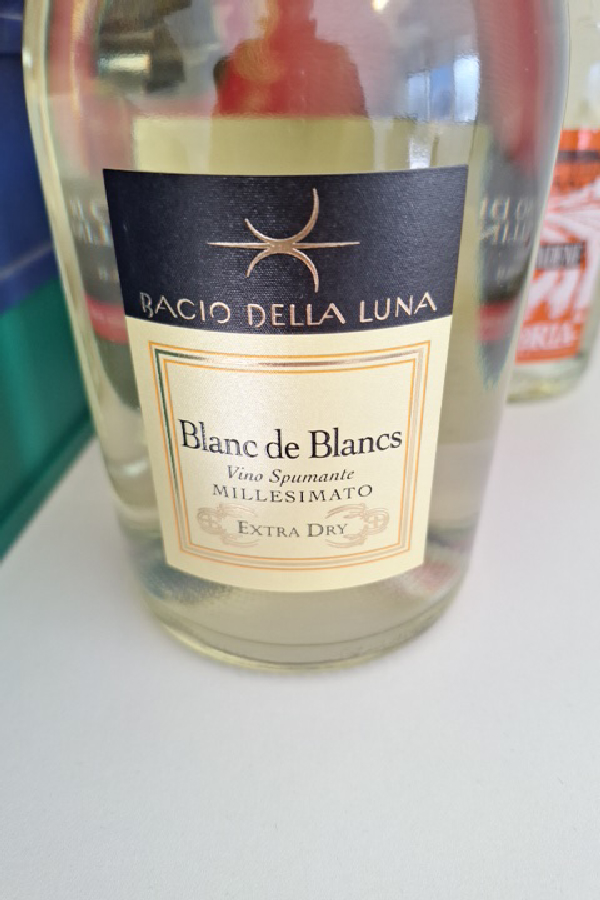 BACIO DELLA LUNA
Blanc de Blancs
Vino Spumante
MILLESIMATO
EXTRA DRY